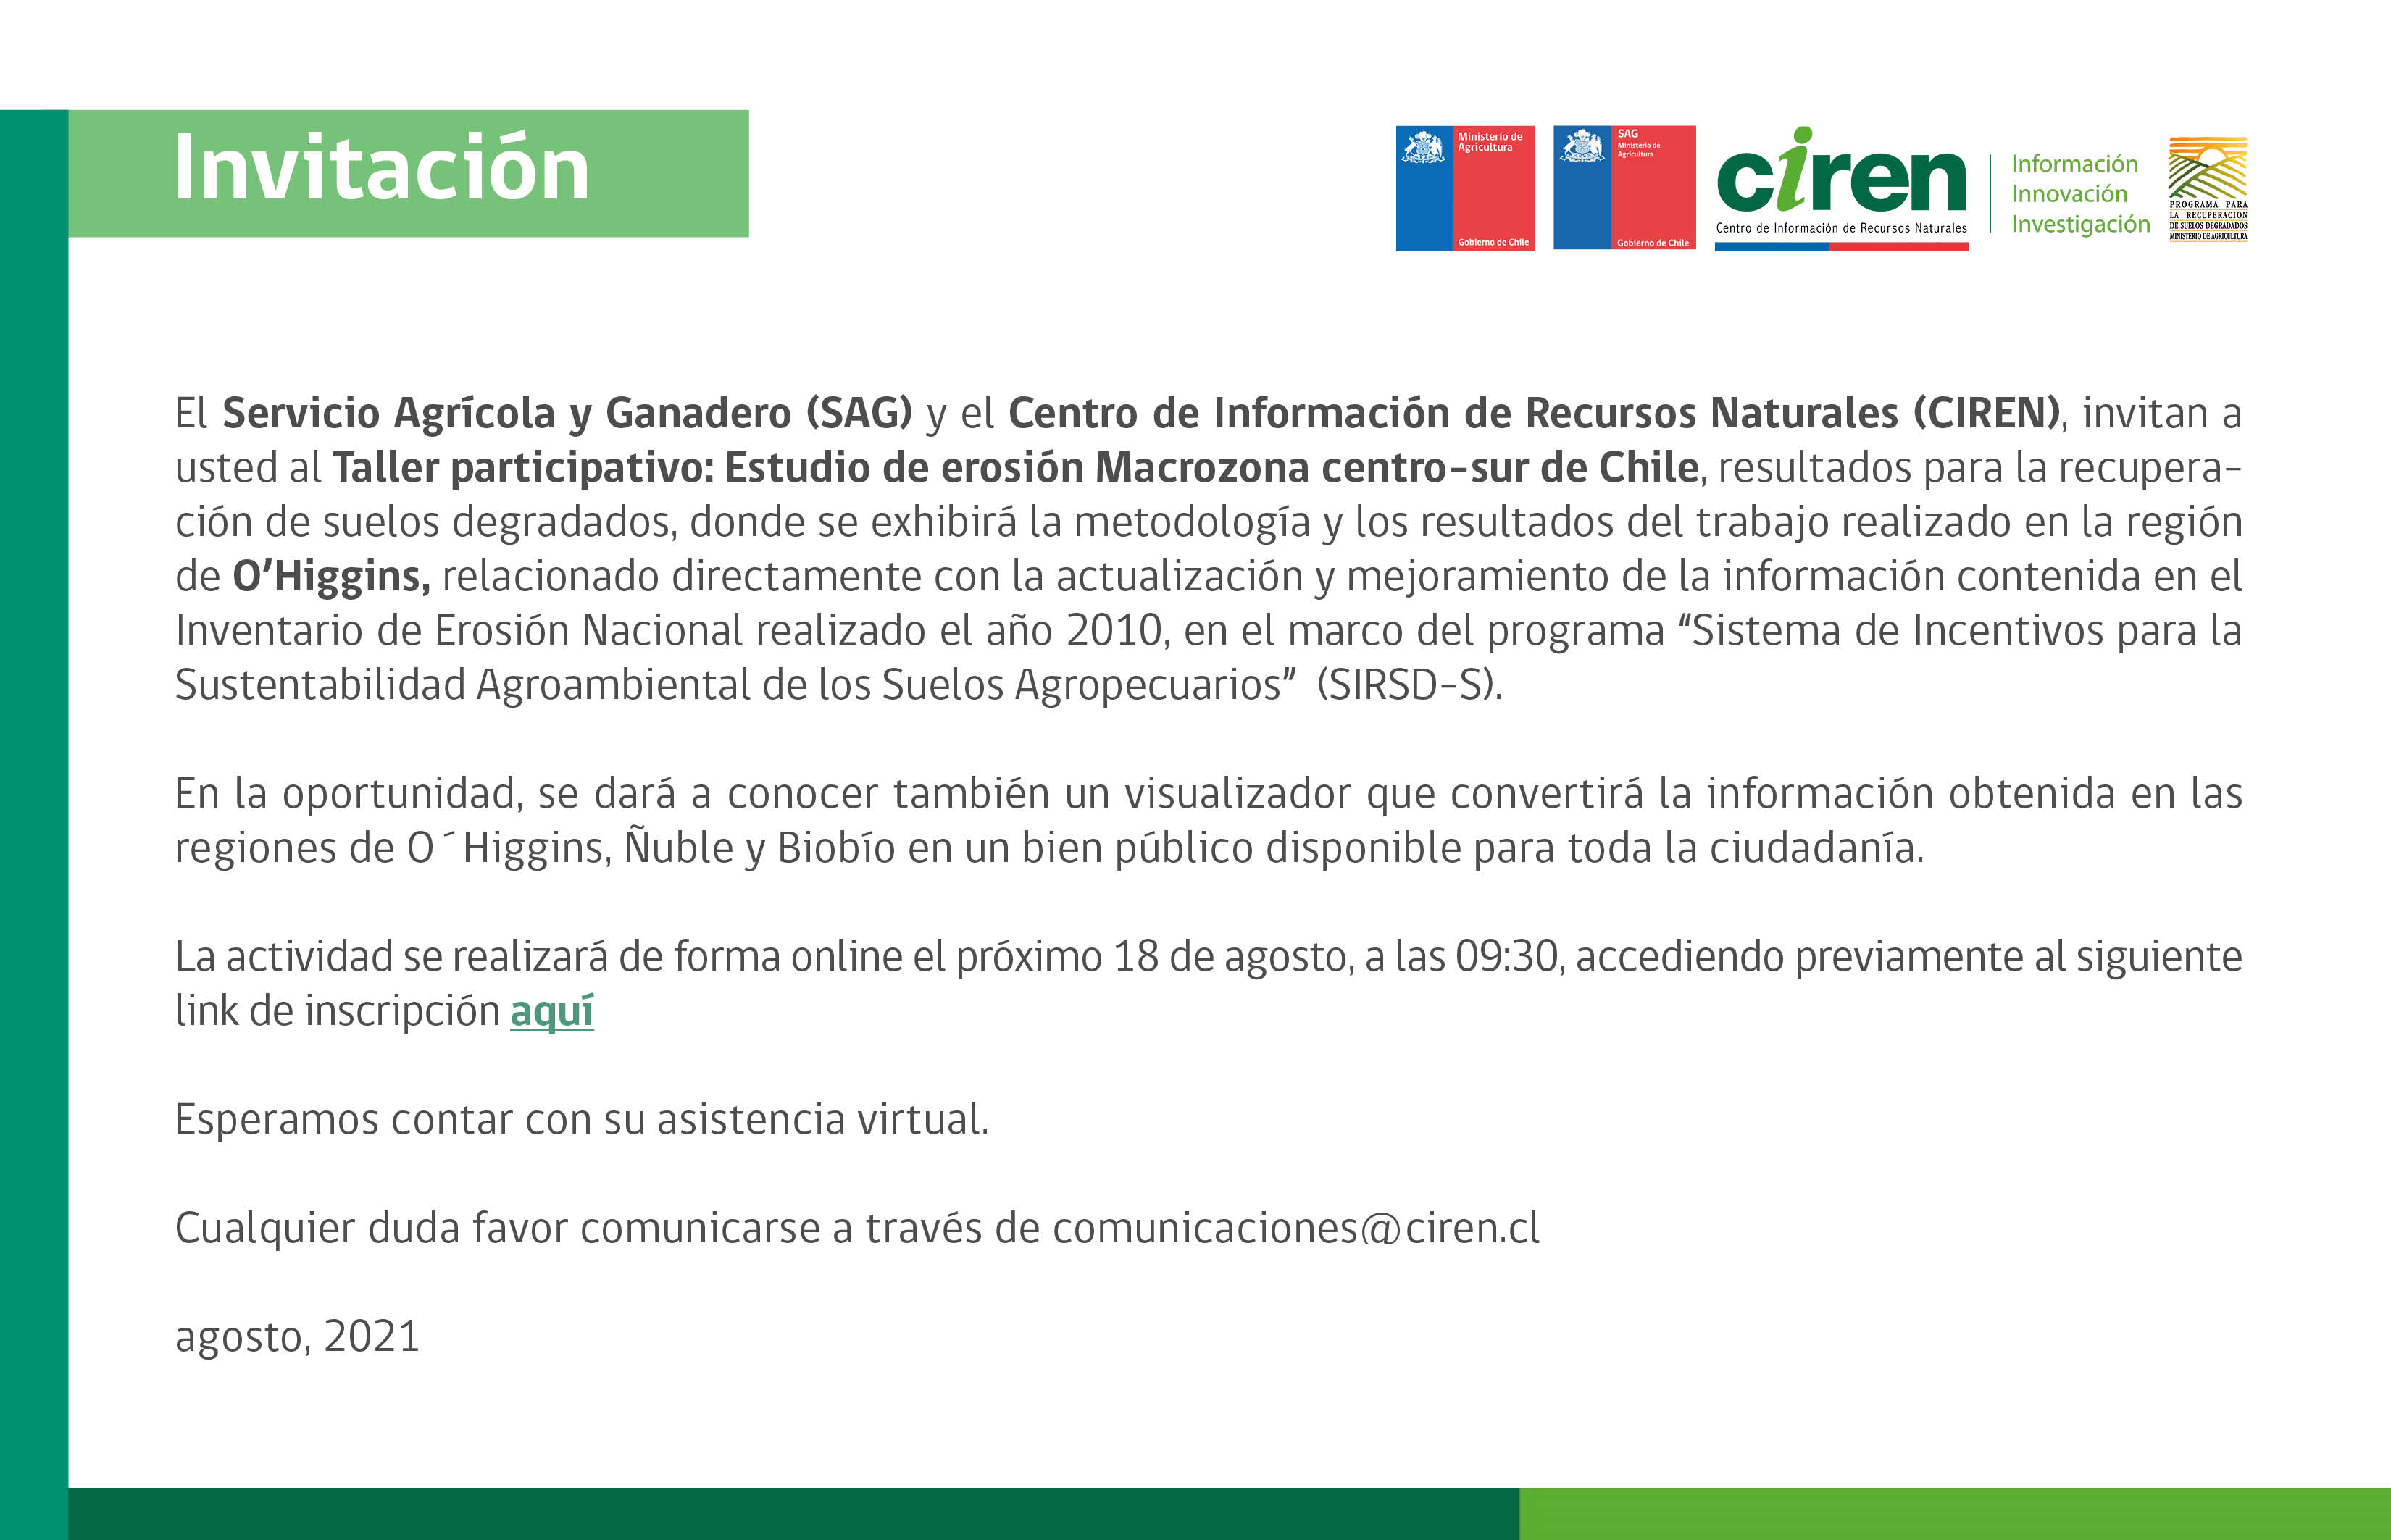 Invitación
Ministerio de
Agricultura
Gobierno de Chile
SAG
Ministerio de
Agricultura
Gobierno de Chile
ciren
Centro de Información de Recursos Naturales
Información
Innovación
Investigación
PROGRAMA PARA
LA RECUPERACION
DE SUELOS DEGRADADOS
MINISTERIO DE AGRICULTURA
El Servicio Agrícola y Ganadero (SAG) y el Centro de Información de Recursos Naturales (CIREN), invitan a
usted al Taller participativo: Estudio de erosión Macrozona centro-sur de Chile, resultados para la recupera-
ción de suelos degradados, donde se exhibirá la metodología y los resultados del trabajo realizado en la región
de O’Higgins, relacionado directamente con la actualización y mejoramiento de la información contenida en el
Inventario de Erosión Nacional realizado el año 2010, en el marco del programa “Sistema de Incentivos para la
Sustentabilidad Agroambiental de los Suelos Agropecuarios” (SIRSD-S).
En la oportunidad, se dará a conocer también un visualizador que convertirá la información obtenida en las
regiones de O´Higgins, Ñuble y Biobío en un bien público disponible para toda la ciudadanía.
La actividad se realizará de forma online el próximo 18 de agosto, a las 09:30, accediendo previamente al siguiente
link de inscripción aquí
Esperamos contar con su asistencia virtual.
Cualquier duda favor comunicarse a través de comunicaciones@ciren.cl
agosto, 2021